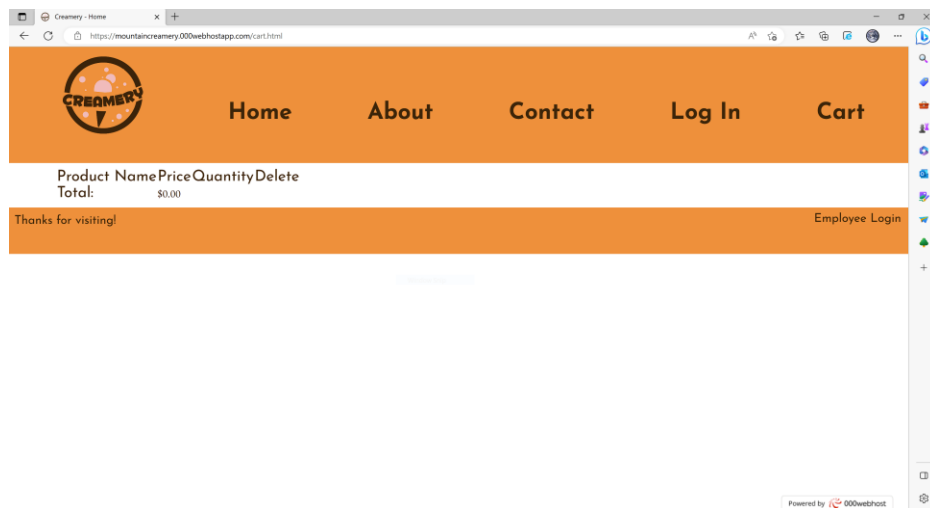 Creamery - Home
https://mountaincreamery.000webhostapp.com/cart.html
CREAMERY
Home About Contact Log In Cart
Product Name Price Quantity Delete
Total: $0.00
Thanks for visiting! Employee Login
Powered by 000webhost